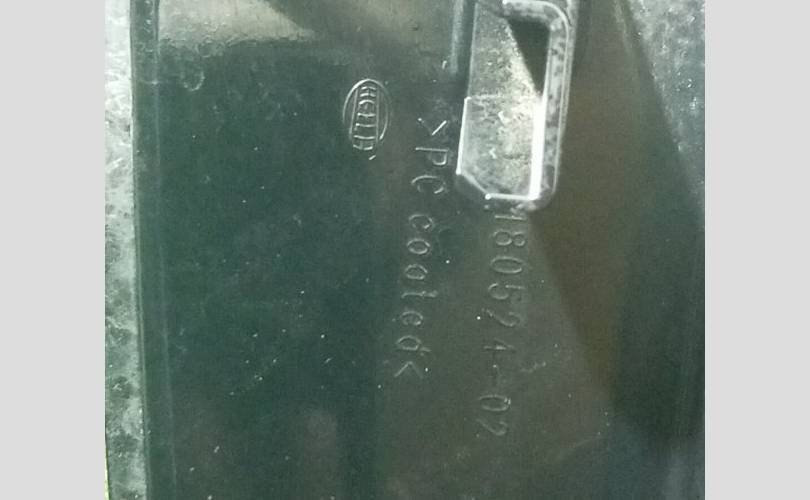 180524-02
>PC coated<
HELLA